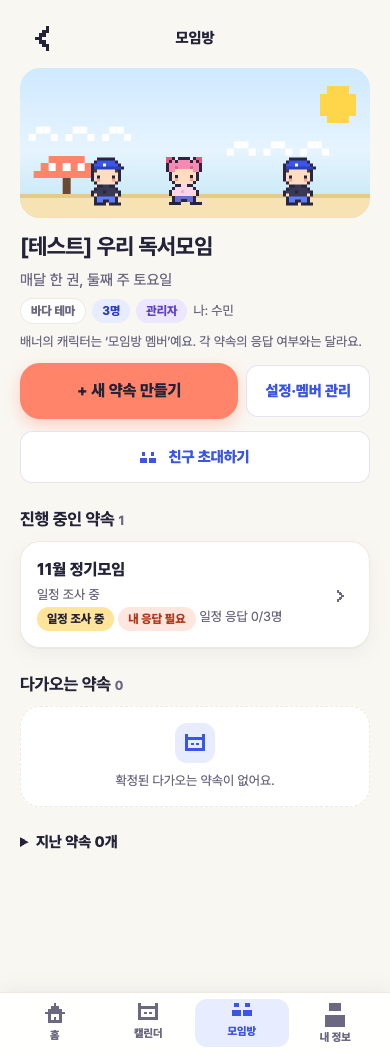 모임방
[테스트] 우리 독서모임
매달 한 권, 둘째 주 토요일
바다 테마 3명 관리자 나: 수민
배너의 캐릭터는 ‘모임방 멤버’예요. 각 약속의 응답 여부와는 달라요.
+ 새 약속 만들기 설정·멤버 관리
친구 초대하기
진행 중인 약속 1
11월 정기모임
일정 조사 중
일정 조사 중 내 응답 필요 일정 응답 0/3명
다가오는 약속 0
확정된 다가오는 약속이 없어요.
▶ 지난 약속 0개
홈 캘린더 모임방 내 정보